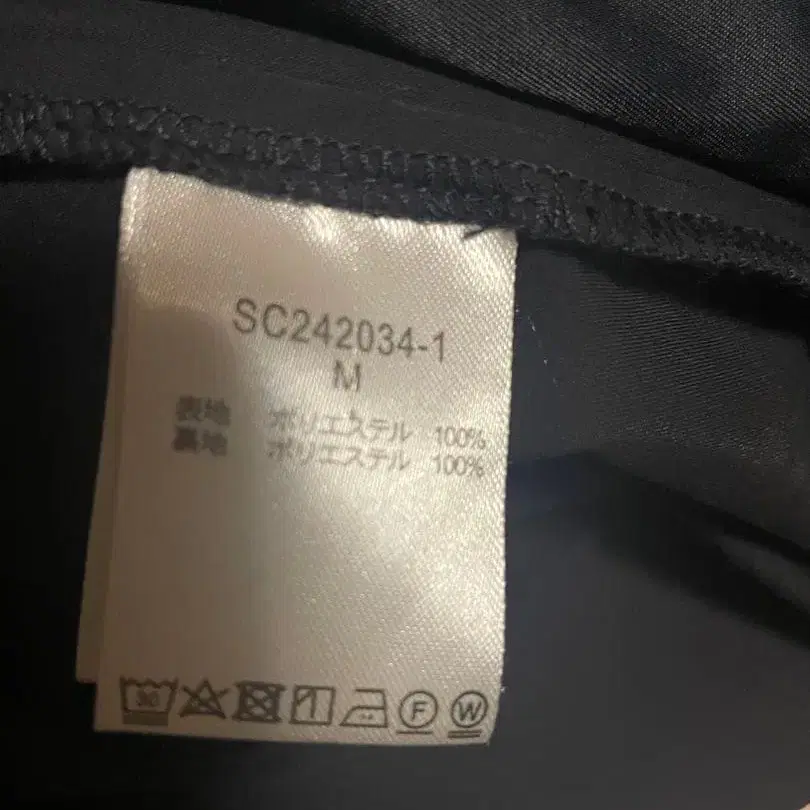 SC242034-1
M
表地 ポリエステル 100%
裏地 ポリエステル 100%
30 F W